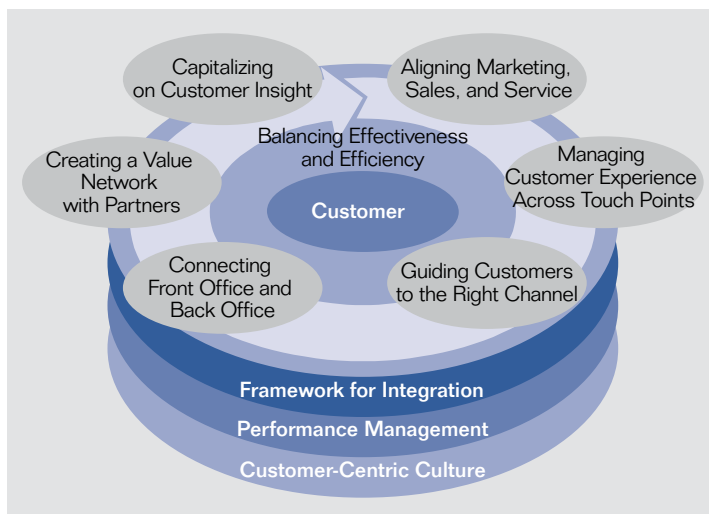 Capitalizing
on Customer Insight
Aligning Marketing,
Sales, and Service
Balancing Effectiveness
and Efficiency
Creating a Value
Network
with Partners
Managing
Customer Experience
Across Touch Points
Customer
Connecting
Front Office and
Back Office
Guiding Customers
to the Right Channel
Framework for Integration
Performance Management
Customer-Centric Culture